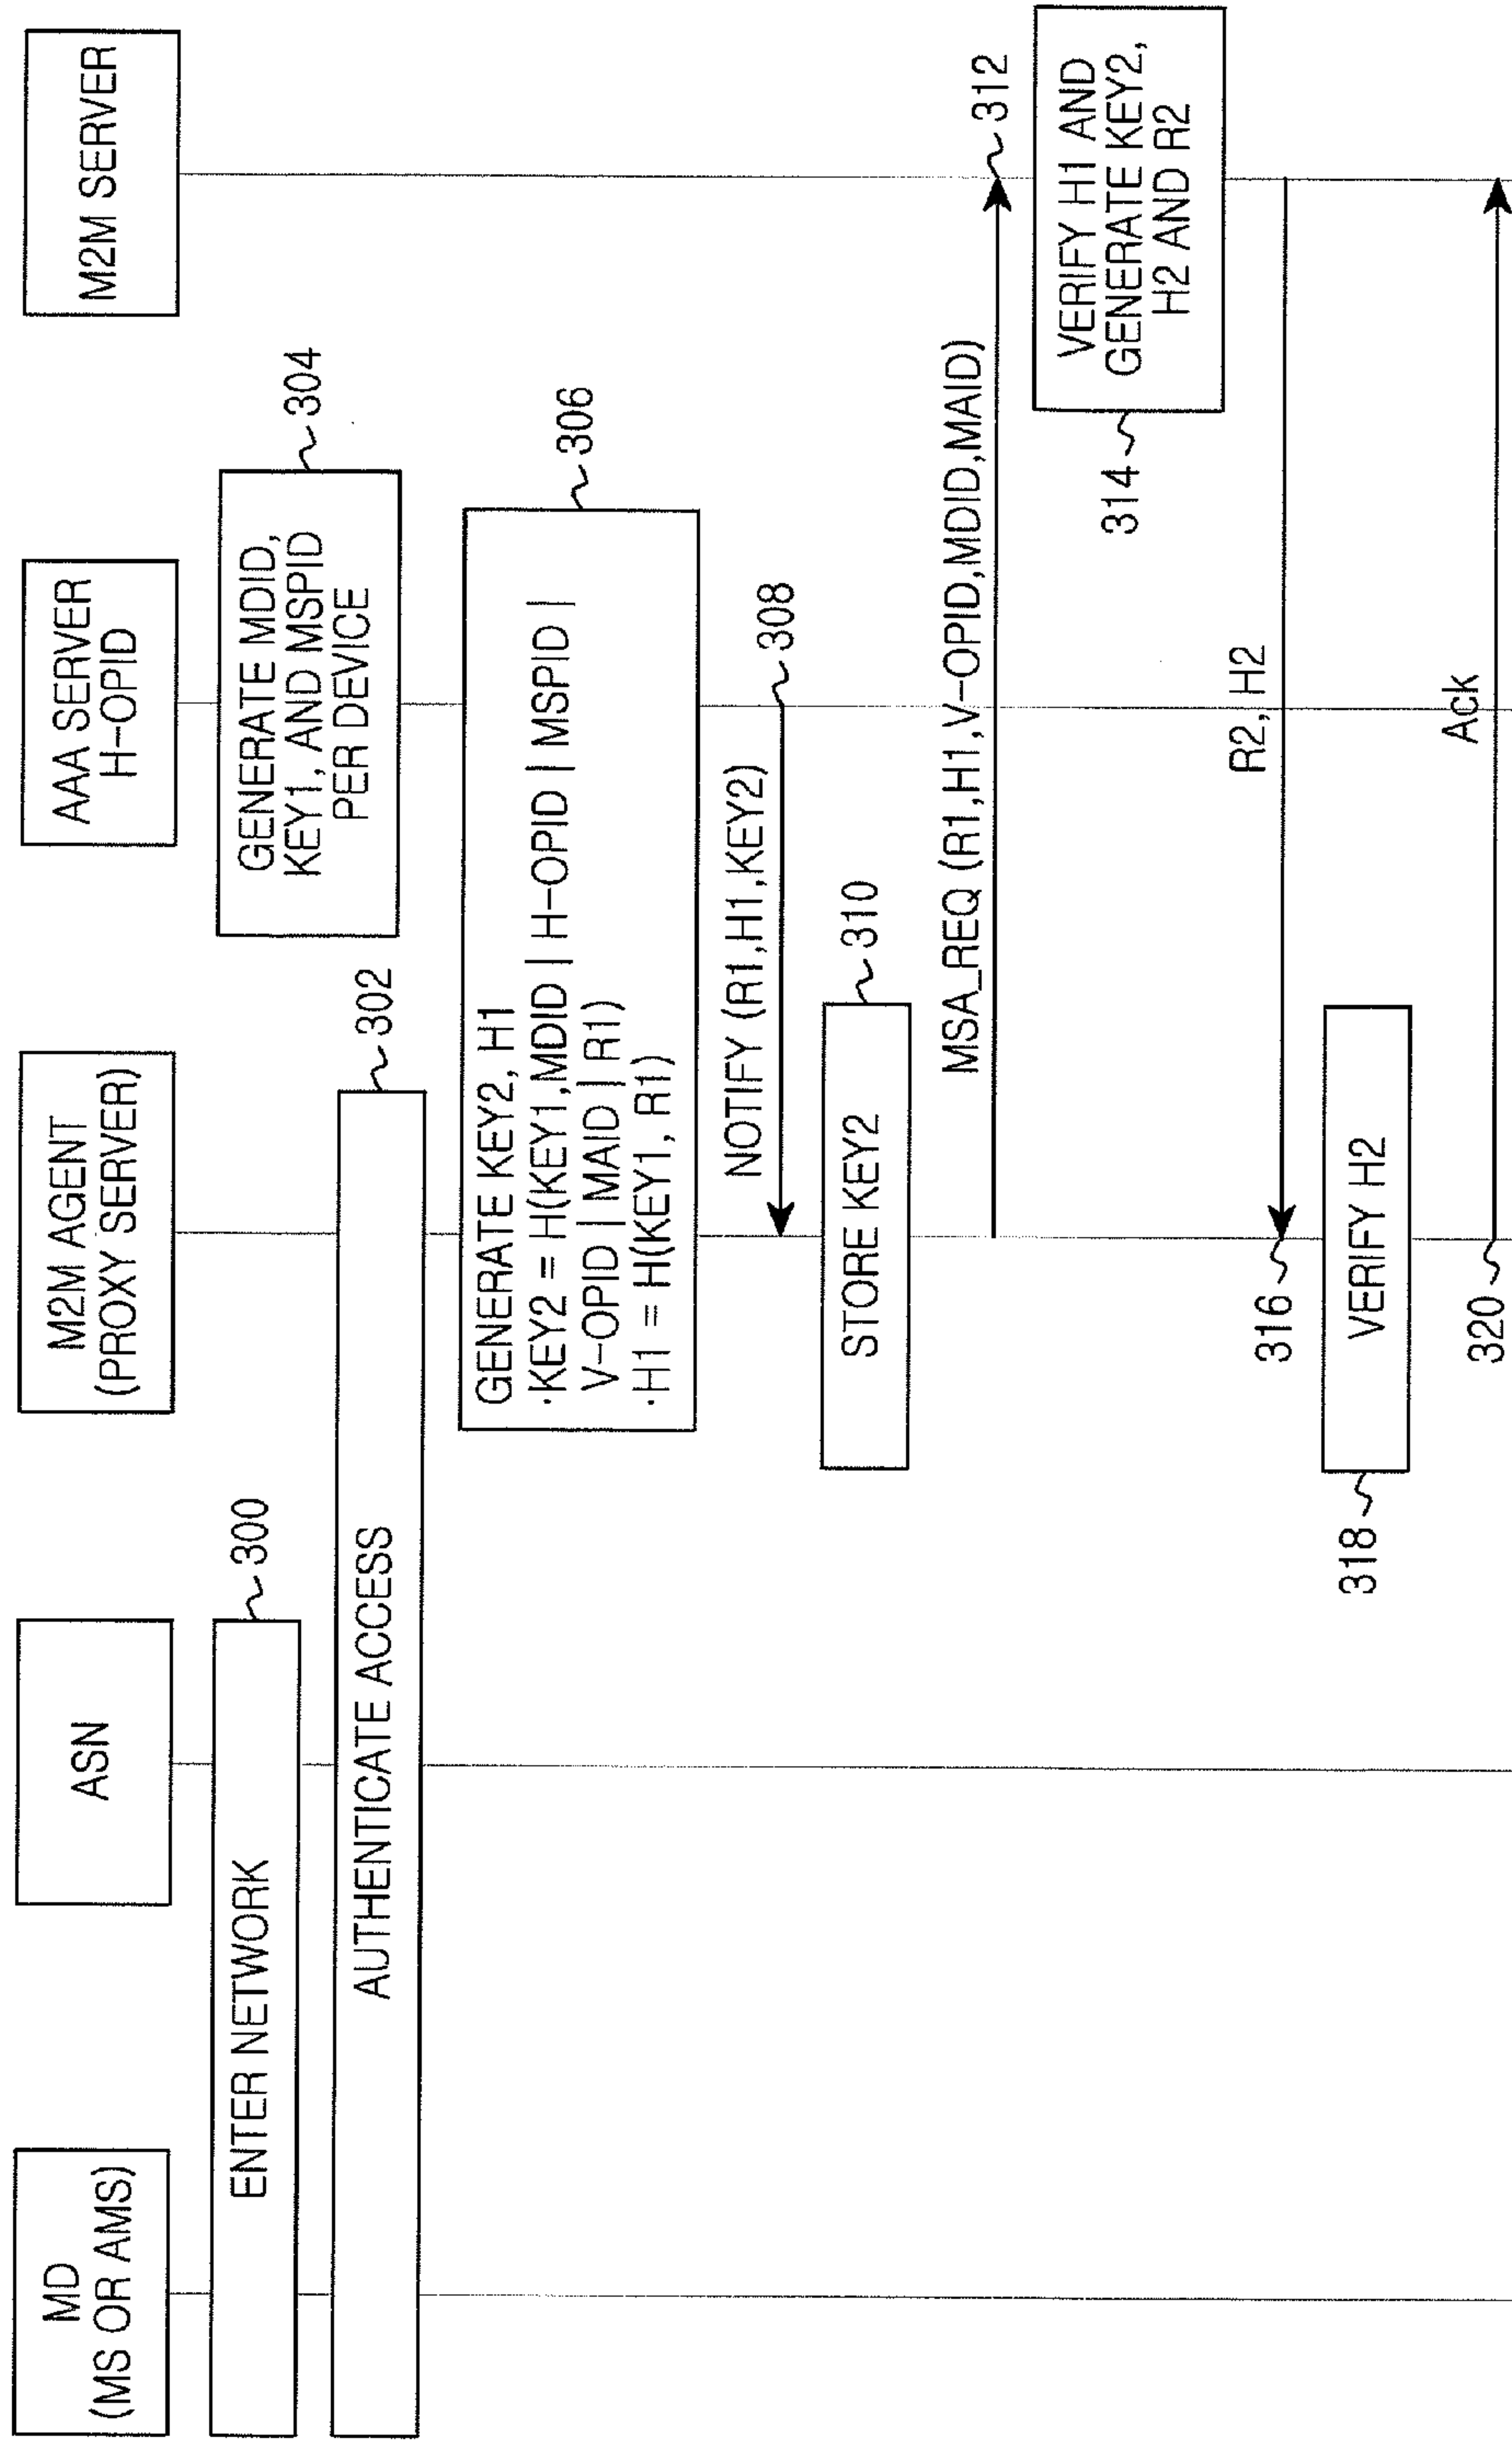 MD
(MS OR AMS)
ASN
M2M AGENT
(PROXY SERVER)
AAA SERVER
H-OPID
M2M SERVER
ENTER NETWORK
300
GENERATE MDID,
KEY1, AND MSPID
PER DEVICE
304
AUTHENTICATE ACCESS
302
GENERATE KEY2, H1
·KEY2 = H(KEY1,MDID | H-OPID | MSPID |
V-OPID | MAID | R1)
·H1 = H(KEY1, R1)
306
NOTIFY (R1,H1,KEY2)
308
STORE KEY2
310
MSA_REQ (R1,H1,V-OPID,MDID,MAID)
312
314
VERIFY H1 AND
GENERATE KEY2,
H2 AND R2
R2, H2
316
318
VERIFY H2
Ack
320